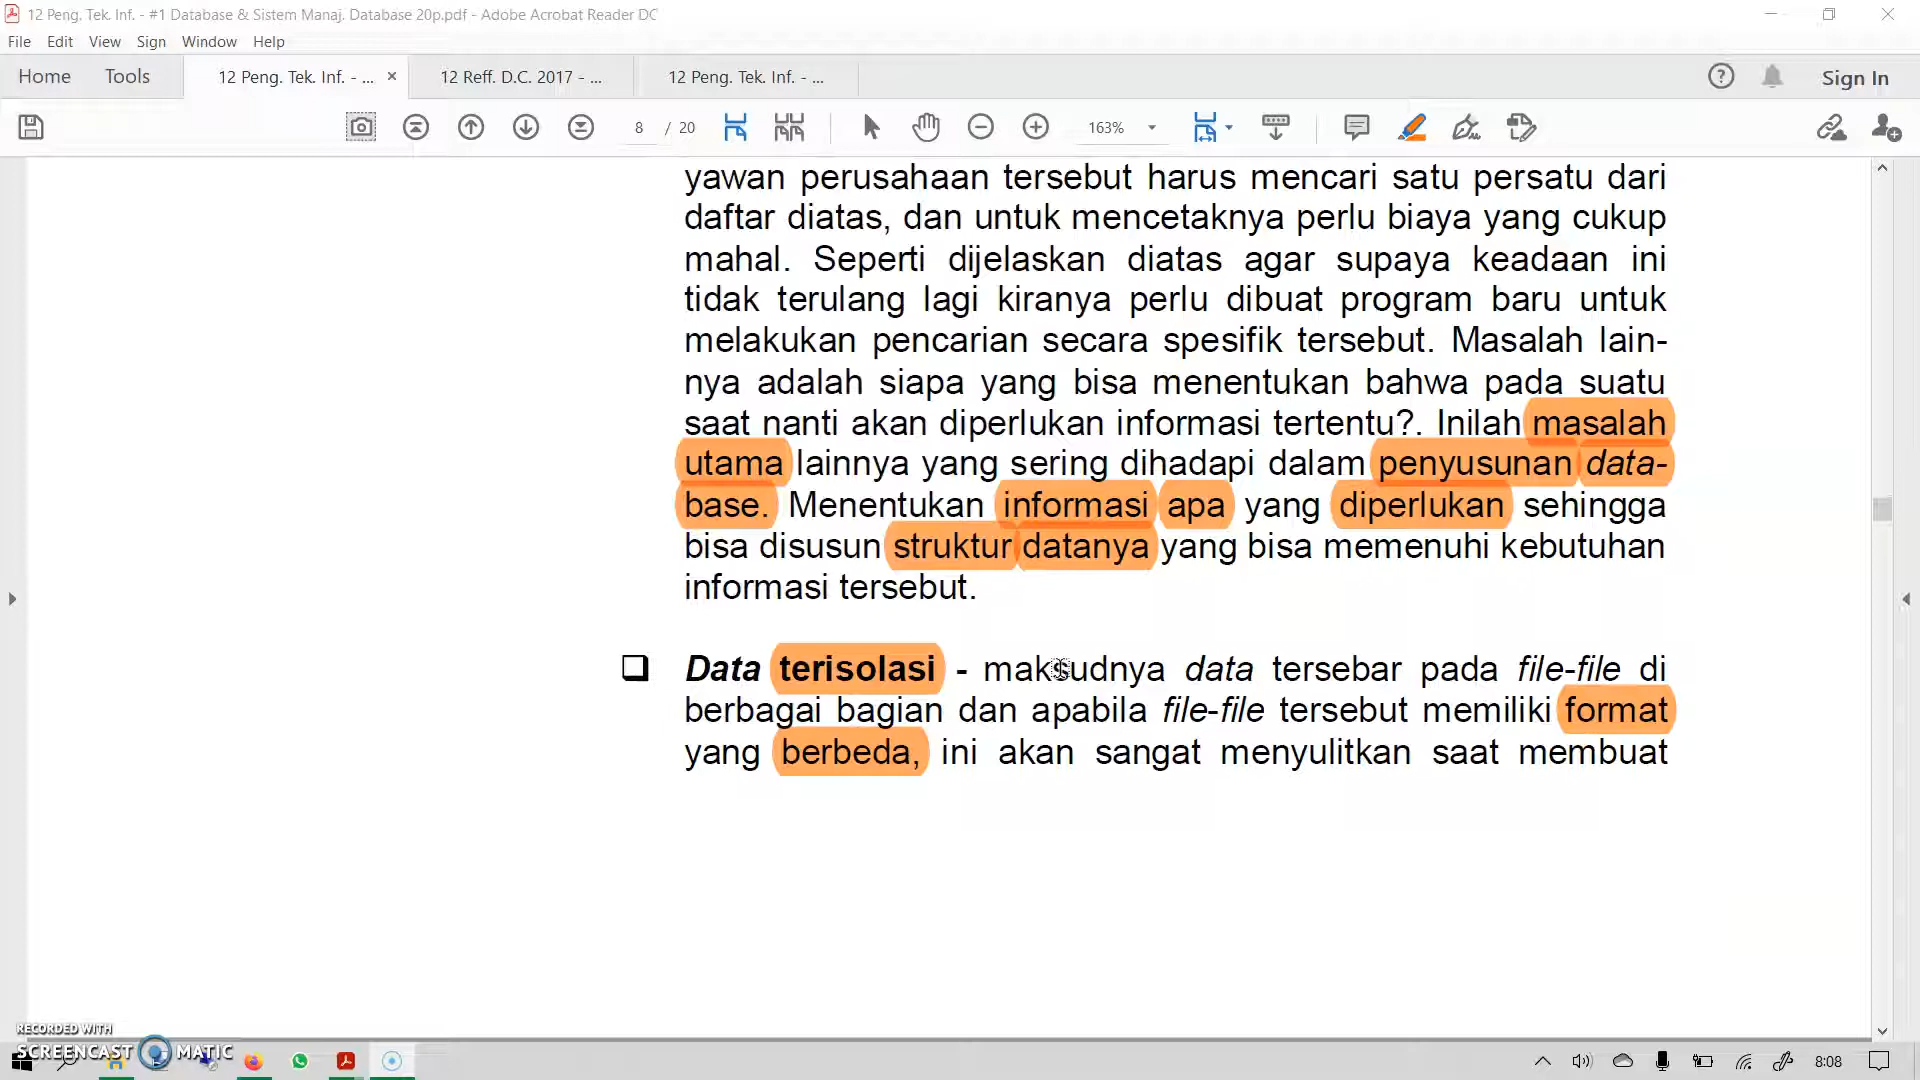 12 Peng. Tek. Inf. - #1 Database & Sistem Manaj. Database 20p.pdf - Adobe Acrobat Reader DC
File Edit View Sign Window Help
Home Tools 12 Peng. Tek. Inf. - ... × 12 Reff. D.C. 2017 - ... 12 Peng. Tek. Inf. - ... Sign In
8 / 20 163%
yawan perusahaan tersebut harus mencari satu persatu dari
daftar diatas, dan untuk mencetaknya perlu biaya yang cukup
mahal. Seperti dijelaskan diatas agar supaya keadaan ini
tidak terulang lagi kiranya perlu dibuat program baru untuk
melakukan pencarian secara spesifik tersebut. Masalah lain-
nya adalah siapa yang bisa menentukan bahwa pada suatu
saat nanti akan diperlukan informasi tertentu?. Inilah masalah
utama lainnya yang sering dihadapi dalam penyusunan data-
base. Menentukan informasi apa yang diperlukan sehingga
bisa disusun struktur datanya yang bisa memenuhi kebutuhan
informasi tersebut.
❑ Data terisolasi - maksudnya data tersebar pada file-file di
berbagai bagian dan apabila file-file tersebut memiliki format
yang berbeda, ini akan sangat menyulitkan saat membuat
RECORDED WITH
SCREENCAST MATIC
8:08